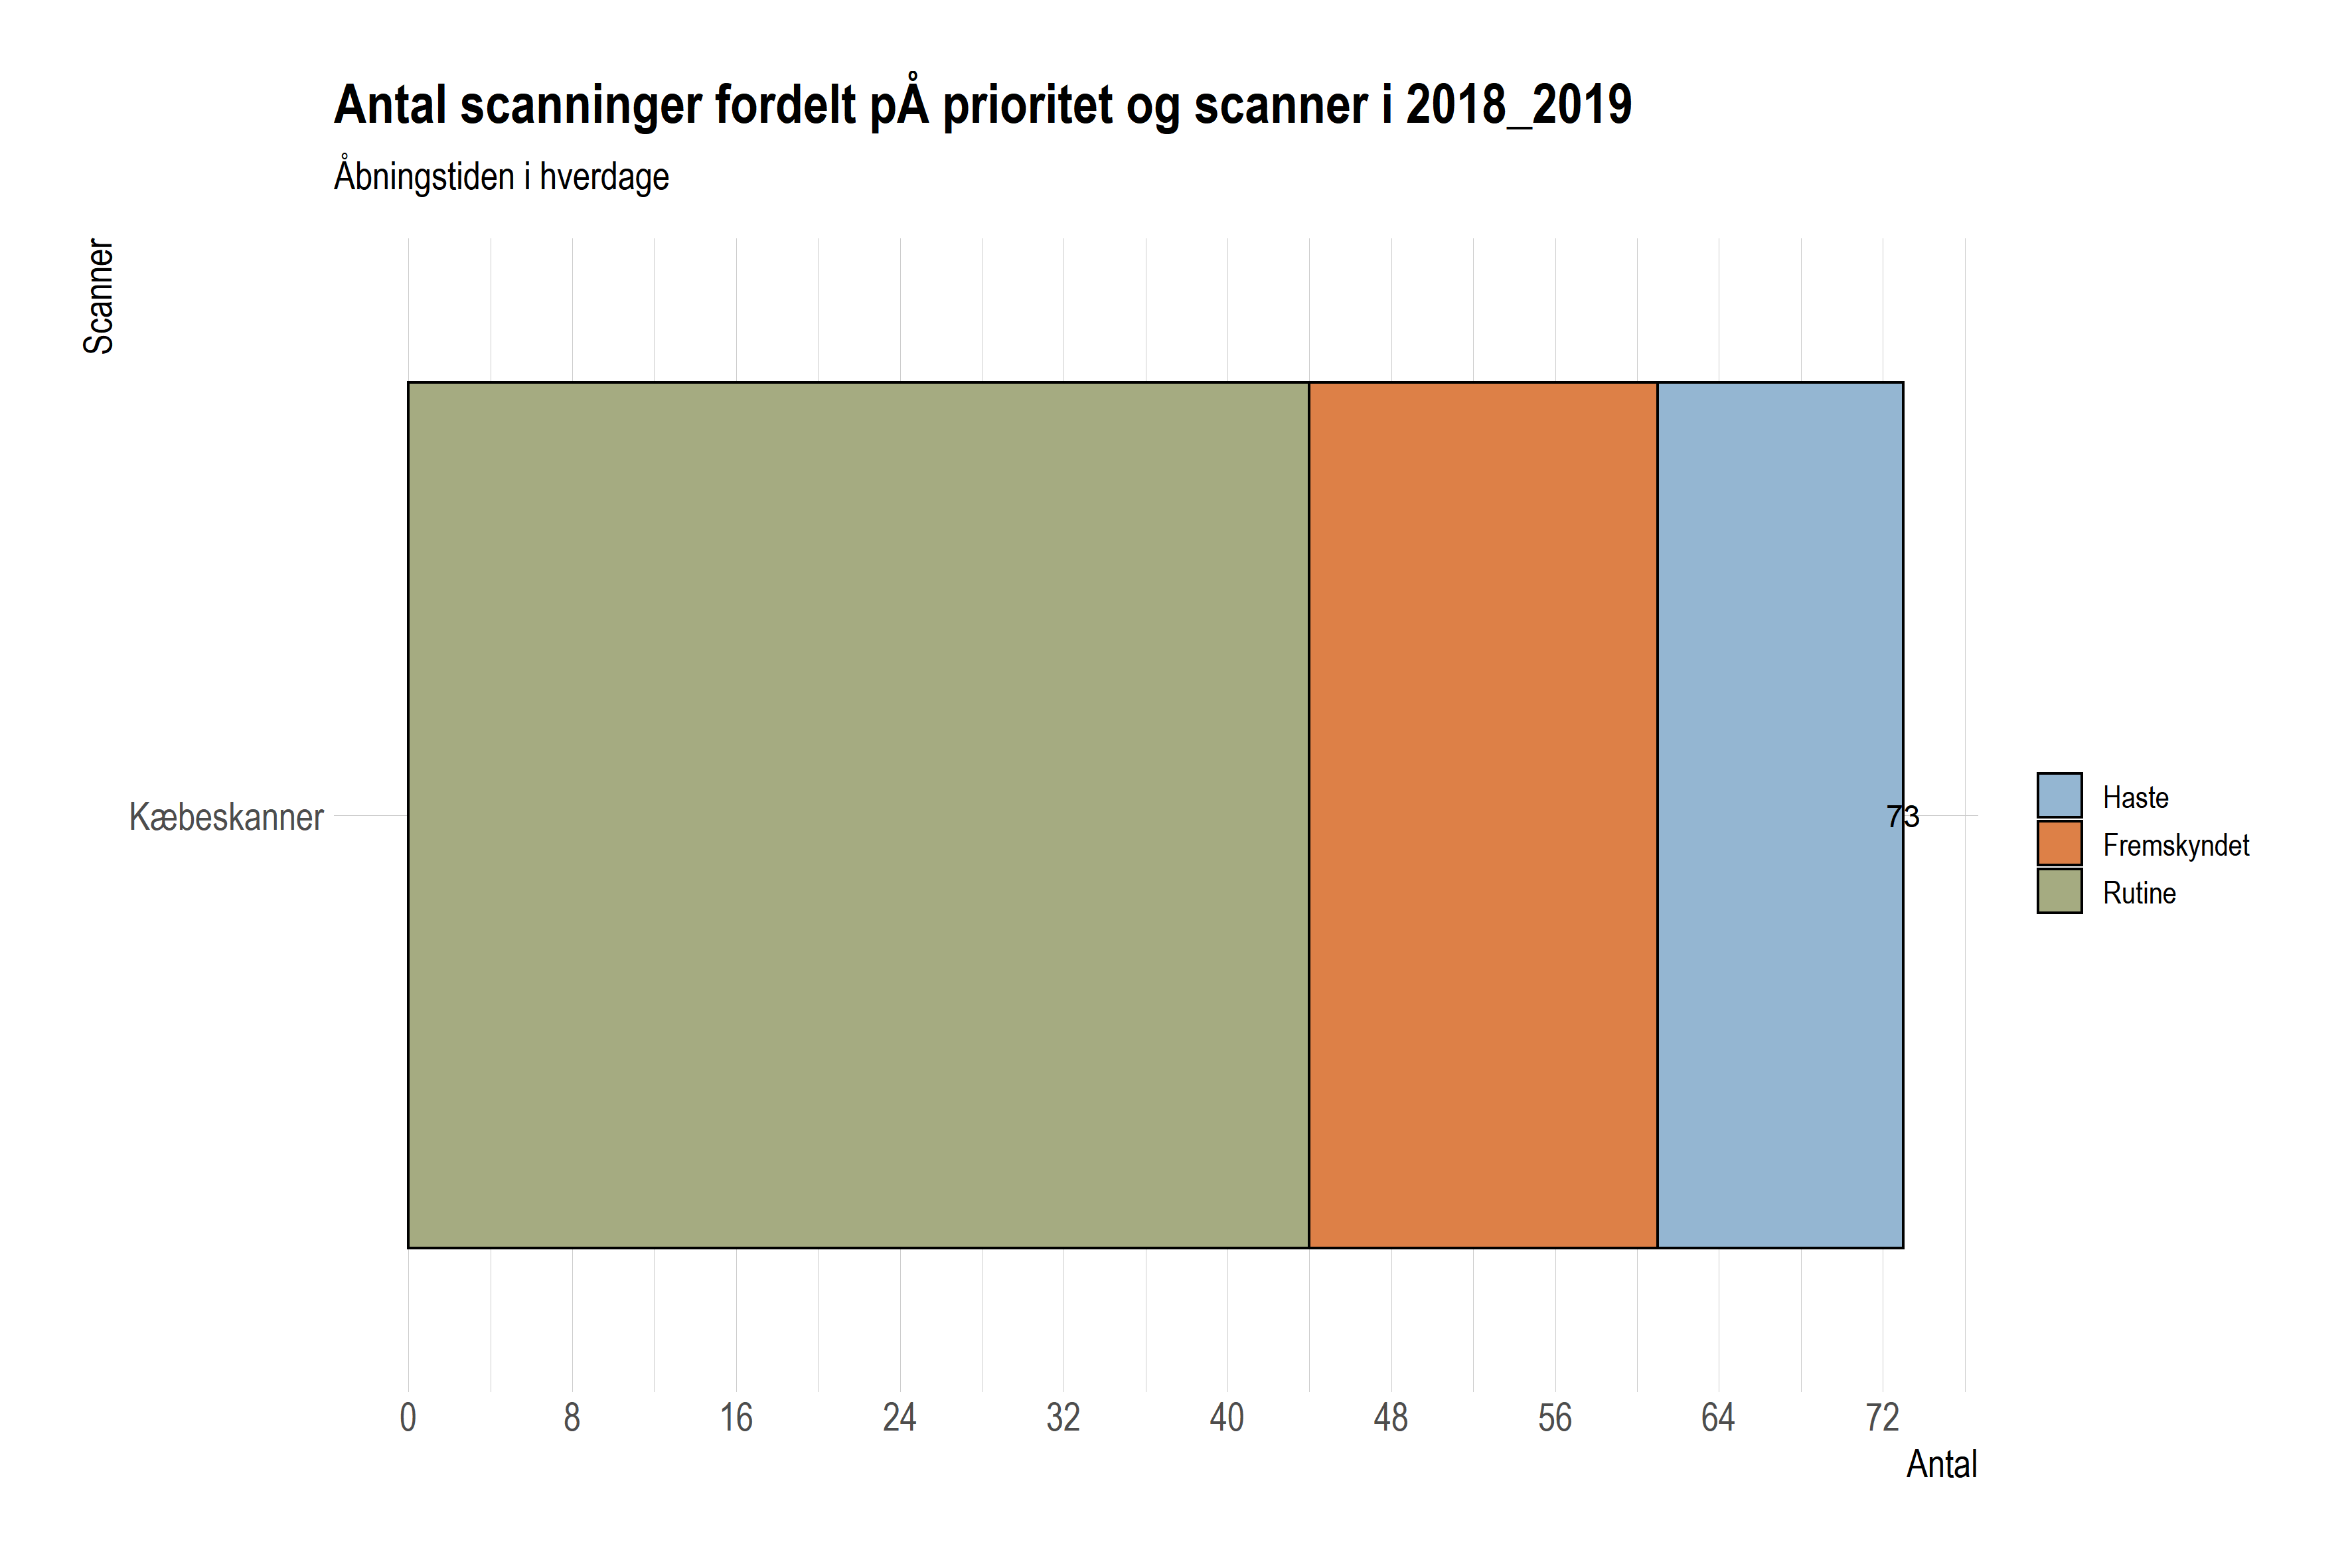 Antal scanninger fordelt pÅ prioritet og scanner i 2018_2019
Åbningstiden i hverdage
Scanner
Kæbeskanner
73
Haste
Fremskyndet
Rutine
0 8 16 24 32 40 48 56 64 72
Antal